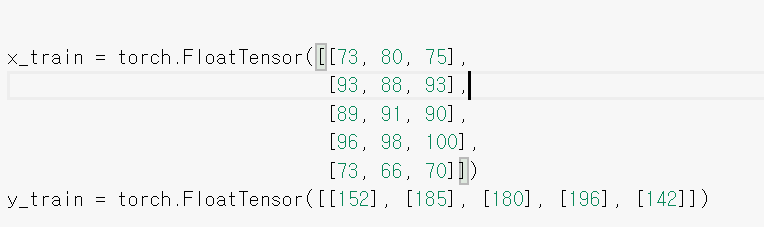 x_train = torch.FloatTensor([[73, 80, 75],
[93, 88, 93],
[89, 91, 90],
[96, 98, 100],
[73, 66, 70]])
y_train = torch.FloatTensor([[152], [185], [180], [196], [142]])